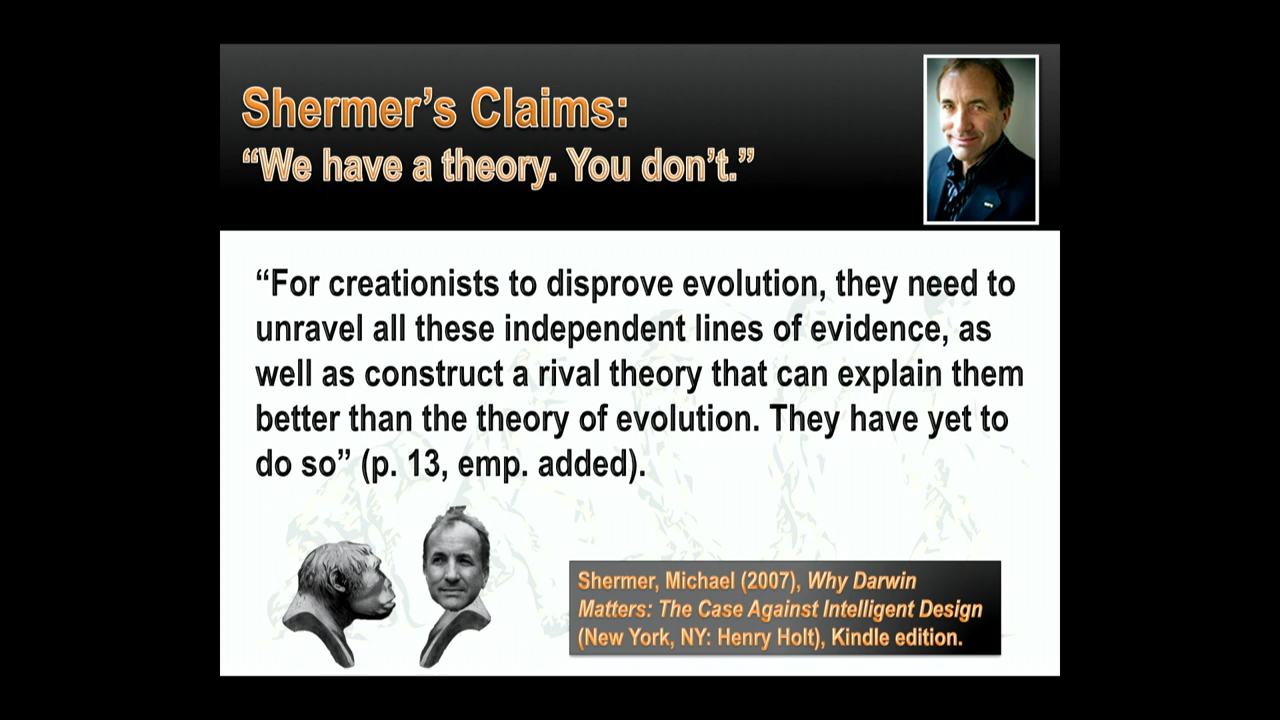 Shermer’s Claims:
“We have a theory. You don’t.”
“For creationists to disprove evolution, they need to
unravel all these independent lines of evidence, as
well as construct a rival theory that can explain them
better than the theory of evolution. They have yet to
do so” (p. 13, emp. added).
Shermer, Michael (2007), Why Darwin
Matters: The Case Against Intelligent Design
(New York, NY: Henry Holt), Kindle edition.